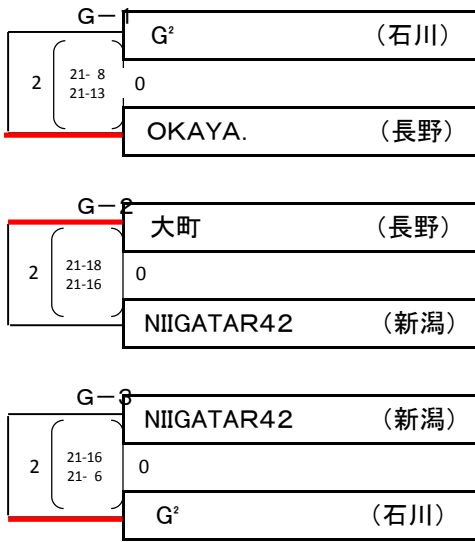 G－1
G² （石川）
2 21- 8 0
21-13
OKAYA. （長野）
G－2
大町 （長野）
2 21-18 0
21-16
NIIGATAR42 （新潟）
G－3
NIIGATAR42 （新潟）
2 21-16 0
21- 6
G² （石川）